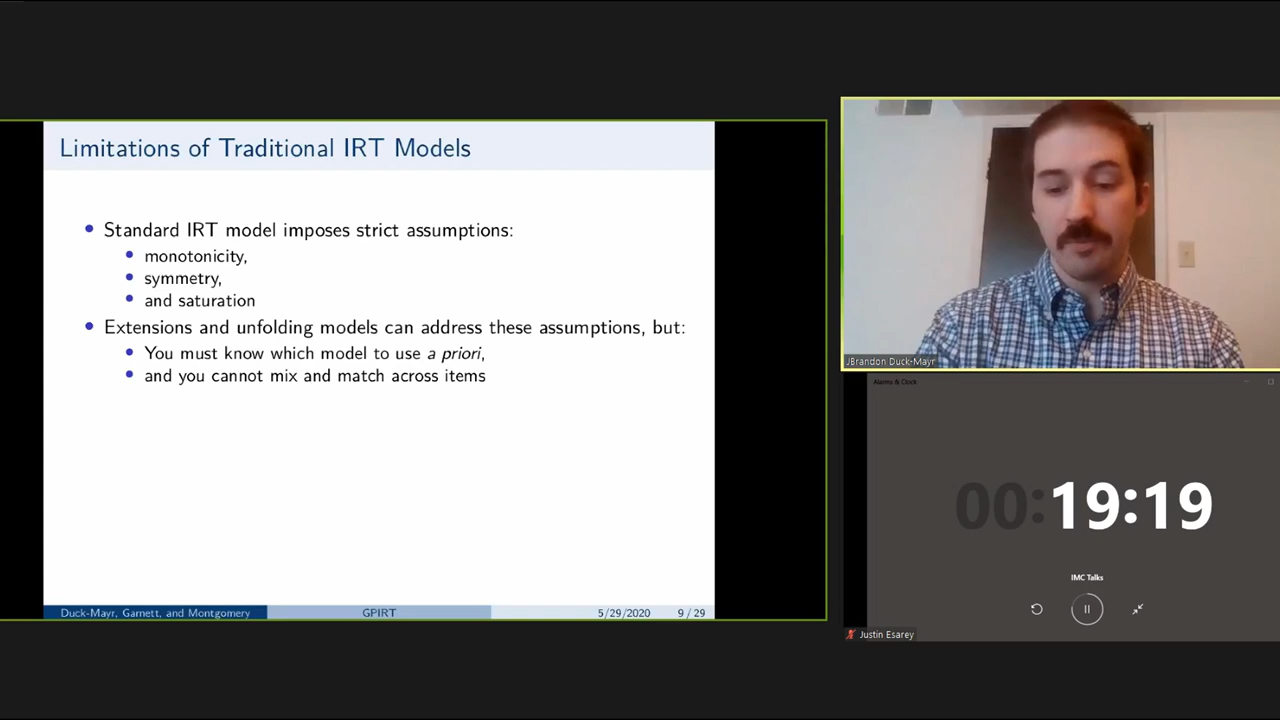 Limitations of Traditional IRT Models
Standard IRT model imposes strict assumptions:
monotonicity,
symmetry,
and saturation
Extensions and unfolding models can address these assumptions, but:
You must know which model to use a priori,
and you cannot mix and match across items
Duck-Mayr, Garnett, and Montgomery GPIRT 5/29/2020 9 / 29
JBrandon Duck-Mayr
Alarms & Clock
00:19:19
IMC Talks
Justin Esarey